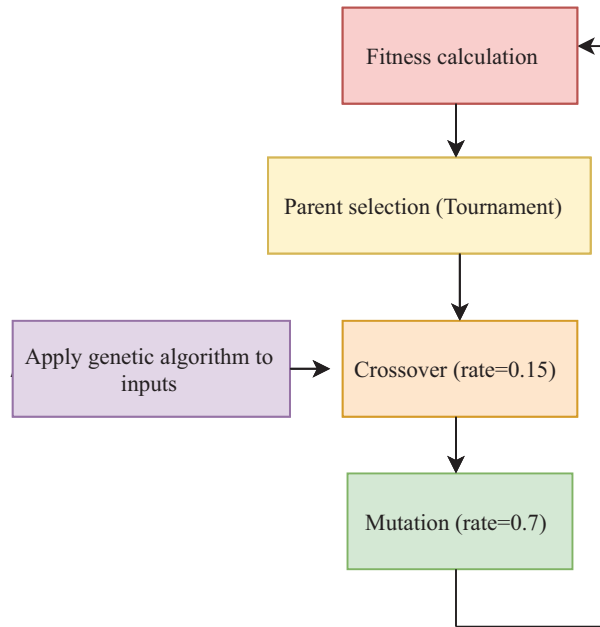 Fitness calculation
Parent selection (Tournament)
Apply genetic algorithm to
inputs
Crossover (rate=0.15)
Mutation (rate=0.7)